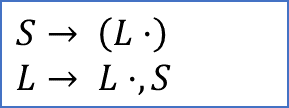 S → (L ·)
L → L ·, S